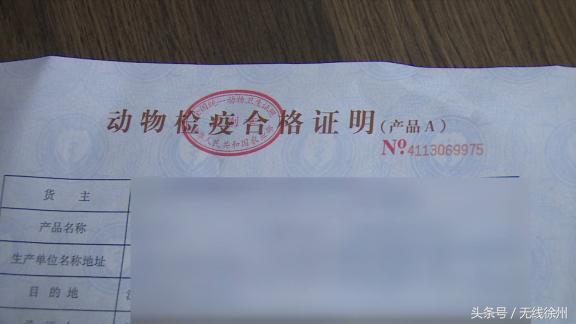 动物检疫合格证明(产品A)
№4113069975
货 主
产品名称
生产单位名称地址
目的地
头条号/无线徐州